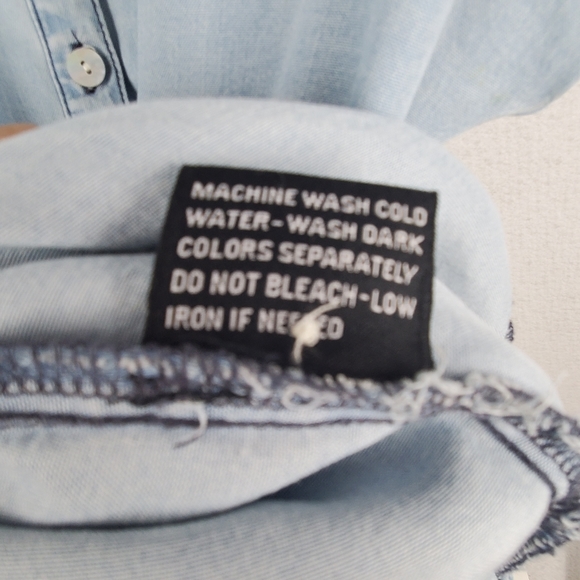 MACHINE WASH COLD
WATER-WASH DARK
COLORS SEPARATELY
DO NOT BLEACH-LOW
IRON IF NEEDED